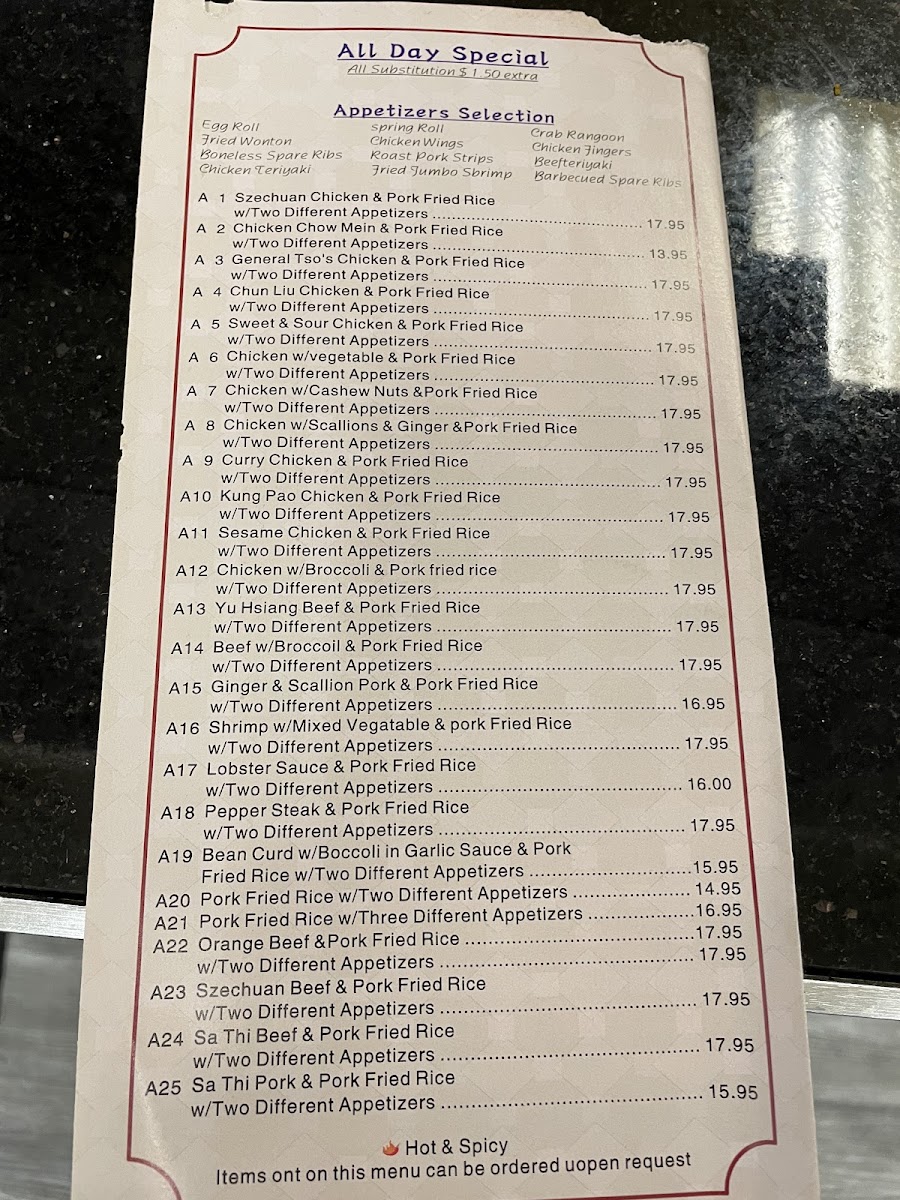 All Day Special
All Substitution $ 1.50 extra
Appetizers Selection
Egg Roll spring Roll Crab Rangoon
Fried Wonton Chicken Wings Chicken Fingers
Boneless Spare Ribs Roast Pork Strips Beefteriyaki
Chicken Teriyaki Fried Jumbo Sbrimp Barbecued Spare Ribs
A 1 Szechuan Chicken & Pork Fried Rice
w/Two Different Appetizers 17.95
A 2 Chicken Chow Mein & Pork Fried Rice
w/Two Different Appetizers 13.95
A 3 General Tso's Chicken & Pork Fried Rice
w/Two Different Appetizers 17.95
A 4 Chun Liu Chicken & Pork Fried Rice
w/Two Different Appetizers 17.95
A 5 Sweet & Sour Chicken & Pork Fried Rice
w/Two Different Appetizers 17.95
A 6 Chicken w/vegetable & Pork Fried Rice
w/Two Different Appetizers 17.95
A 7 Chicken w/Cashew Nuts &Pork Fried Rice
w/Two Different Appetizers 17.95
A 8 Chicken w/Scallions & Ginger &Pork Fried Rice
w/Two Different Appetizers 17.95
A 9 Curry Chicken & Pork Fried Rice
w/Two Different Appetizers 17.95
A10 Kung Pao Chicken & Pork Fried Rice
w/Two Different Appetizers 17.95
A11 Sesame Chicken & Pork Fried Rice
w/Two Different Appetizers 17.95
A12 Chicken w/Broccoli & Pork fried rice
w/Two Different Appetizers 17.95
A13 Yu Hsiang Beef & Pork Fried Rice
w/Two Different Appetizers 17.95
A14 Beef w/Broccoil & Pork Fried Rice
w/Two Different Appetizers 17.95
A15 Ginger & Scallion Pork & Pork Fried Rice
w/Two Different Appetizers 16.95
A16 Shrimp w/Mixed Vegatable & pork Fried Rice
w/Two Different Appetizers 17.95
A17 Lobster Sauce & Pork Fried Rice
w/Two Different Appetizers 16.00
A18 Pepper Steak & Pork Fried Rice
w/Two Different Appetizers 17.95
A19 Bean Curd w/Boccoli in Garlic Sauce & Pork
Fried Rice w/Two Different Appetizers 15.95
A20 Pork Fried Rice w/Two Different Appetizers 14.95
A21 Pork Fried Rice w/Three Different Appetizers 16.95
A22 Orange Beef &Pork Fried Rice 17.95
w/Two Different Appetizers 17.95
A23 Szechuan Beef & Pork Fried Rice
w/Two Different Appetizers 17.95
A24 Sa Thi Beef & Pork Fried Rice
w/Two Different Appetizers 17.95
A25 Sa Thi Pork & Pork Fried Rice
w/Two Different Appetizers 15.95
Hot & Spicy
Items ont on this menu can be ordered uopen request